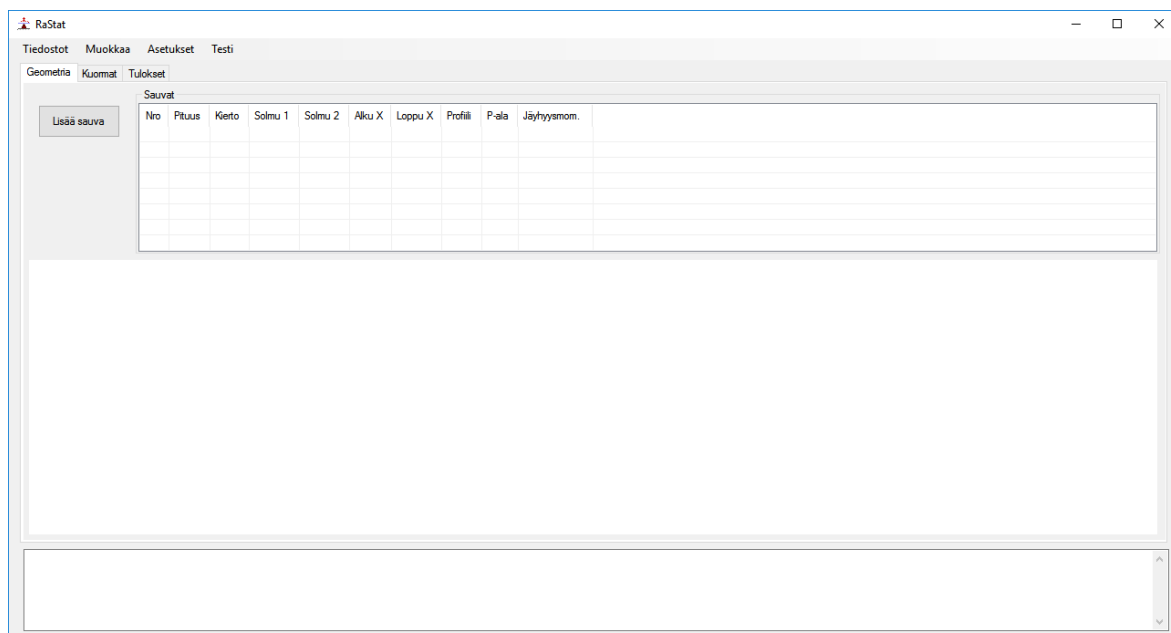 RaStat
Tiedostot Muokkaa Asetukset Testi
Geometria Kuormat Tulokset
Sauvat
Lisää sauva
Nro Pituus Kierto Solmu 1 Solmu 2 Alku X Loppu X Profiili P-ala Jäyhyysmom.